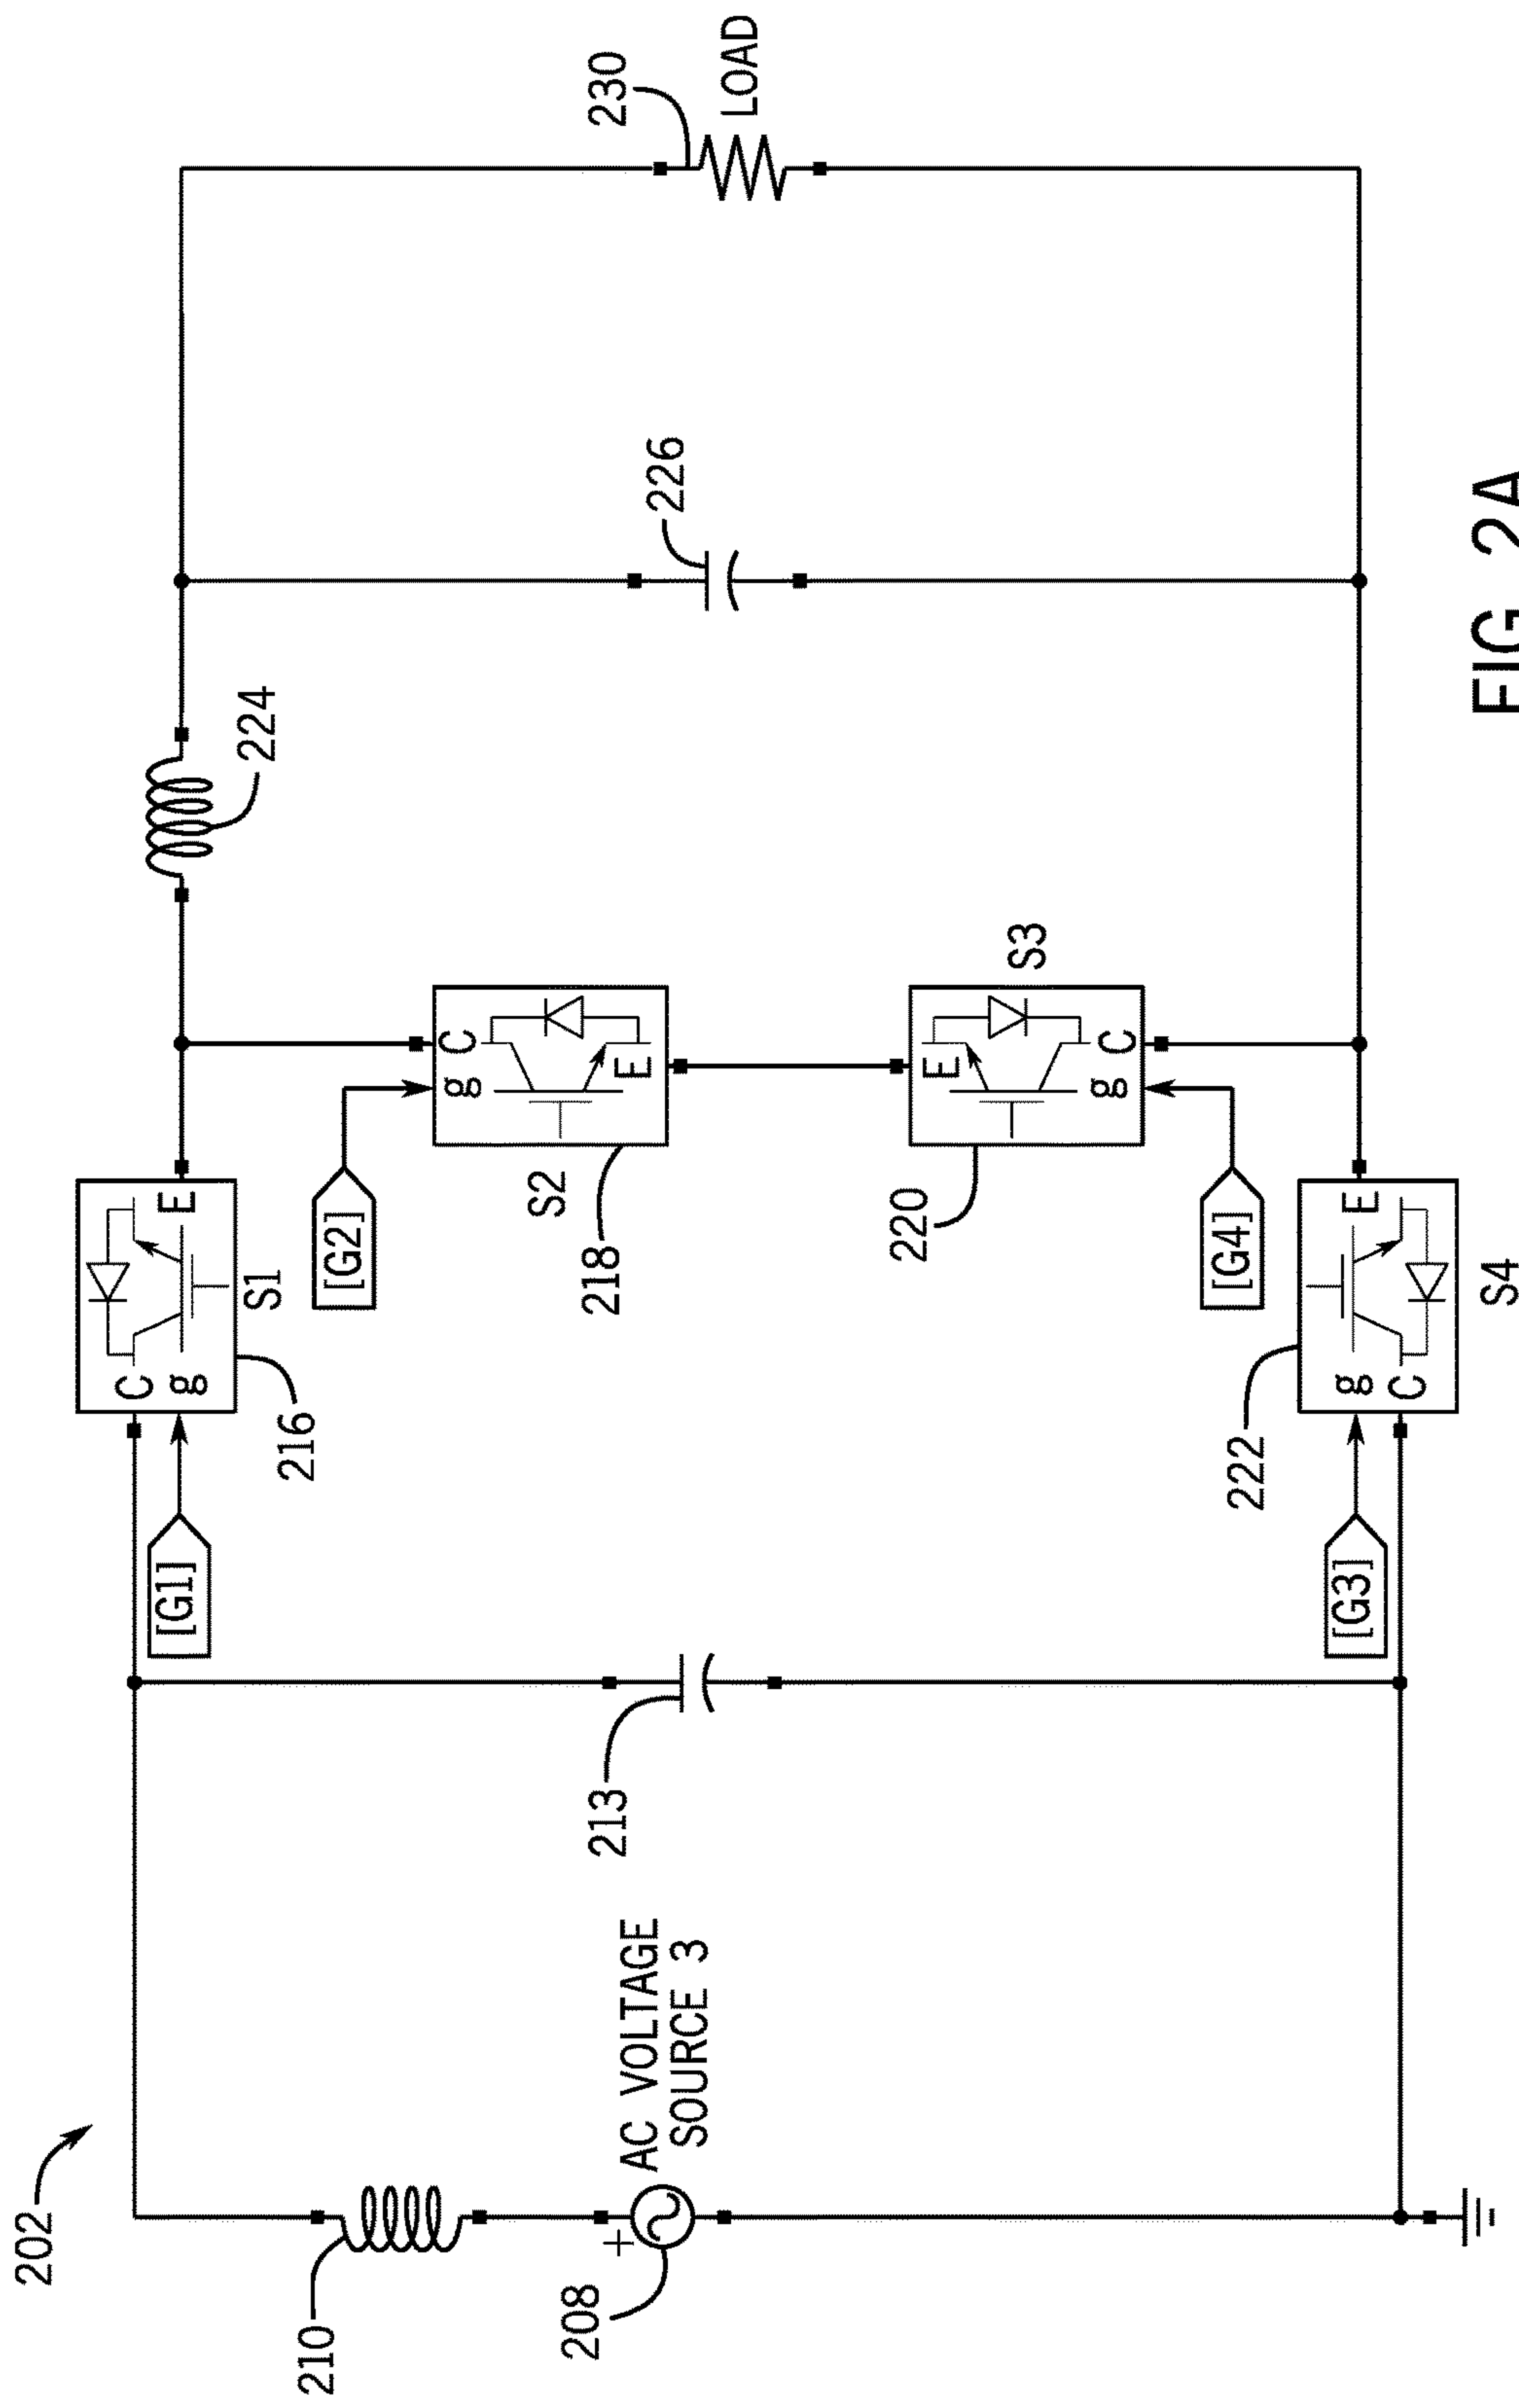 202
210
208
AC VOLTAGE
SOURCE 3
+
213
[G1]
C
g
E
S1
216
[G2]
g
C
E
S2
218
E
g
C
S3
220
[G4]
[G3]
g
C
E
S4
222
224
226
230
LOAD
FIG. 2A